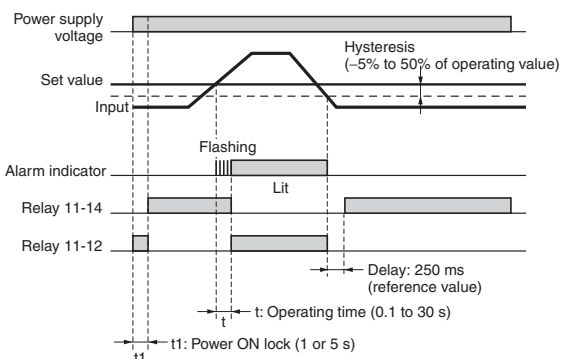 Power supply
voltage
Hysteresis
(−5% to 50% of operating value)
Set value
Input
Flashing
Alarm indicator
Lit
Relay 11-14
Relay 11-12
Delay: 250 ms
(reference value)
t: Operating time (0.1 to 30 s)
t
t1: Power ON lock (1 or 5 s)
t1